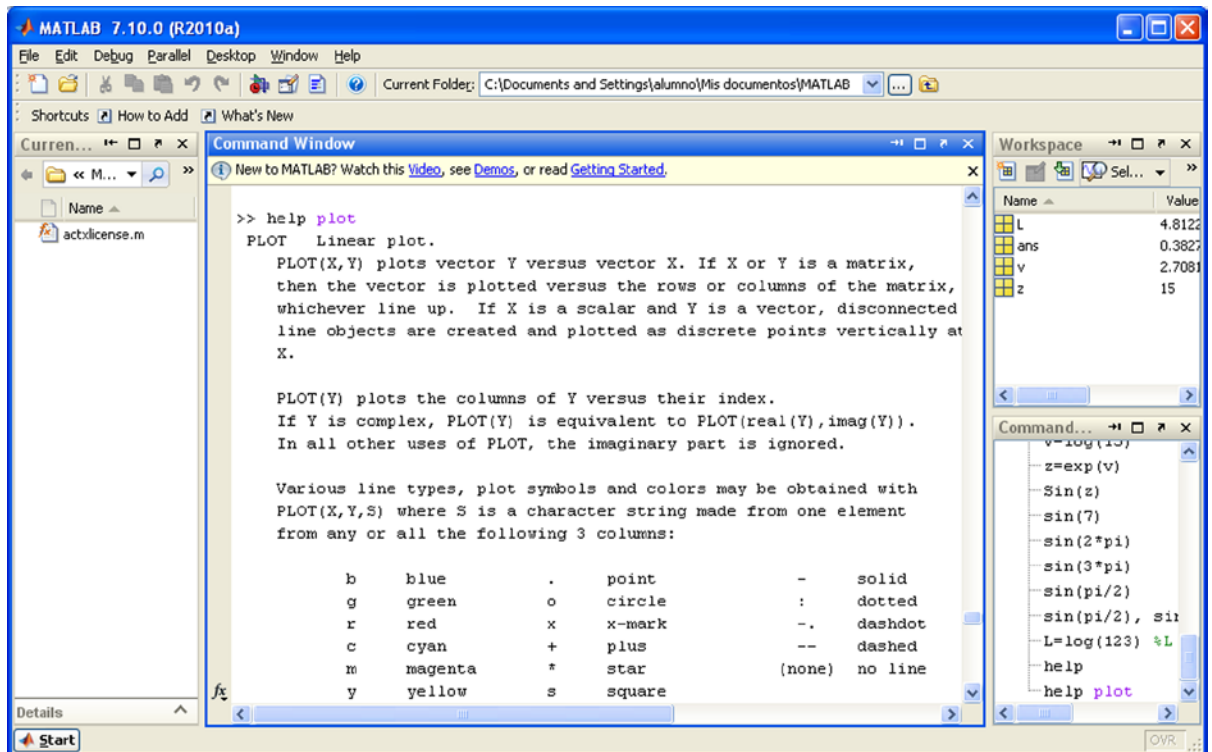 MATLAB 7.10.0 (R2010a)
File Edit Debug Parallel Desktop Window Help
Current Folder: C:\Documents and Settings\alumno\Mis documentos\MATLAB
Shortcuts How to Add What's New
Curren...
« M...
Name
actxlicense.m
Details
Command Window
New to MATLAB? Watch this Video, see Demos, or read Getting Started.
>> help plot
PLOT Linear plot.
PLOT(X,Y) plots vector Y versus vector X. If X or Y is a matrix,
then the vector is plotted versus the rows or columns of the matrix,
whichever line up. If X is a scalar and Y is a vector, disconnected
line objects are created and plotted as discrete points vertically at
X.
PLOT(Y) plots the columns of Y versus their index.
If Y is complex, PLOT(Y) is equivalent to PLOT(real(Y),imag(Y)).
In all other uses of PLOT, the imaginary part is ignored.
Various line types, plot symbols and colors may be obtained with
PLOT(X,Y,S) where S is a character string made from one element
from any or all the following 3 columns:
b blue . point - solid
g green o circle : dotted
r red x x-mark -. dashdot
c cyan + plus -- dashed
m magenta * star (none) no line
y yellow s square
fx
Workspace
Sel...
Name Value
L 4.8122
ans 0.3827
v 2.7081
z 15
Command...
v=log(15)
z=exp(v)
Sin(z)
sin(7)
sin(2*pi)
sin(3*pi)
sin(pi/2)
sin(pi/2), sin
L=log(123) %L
help
help plot
Start
OVR